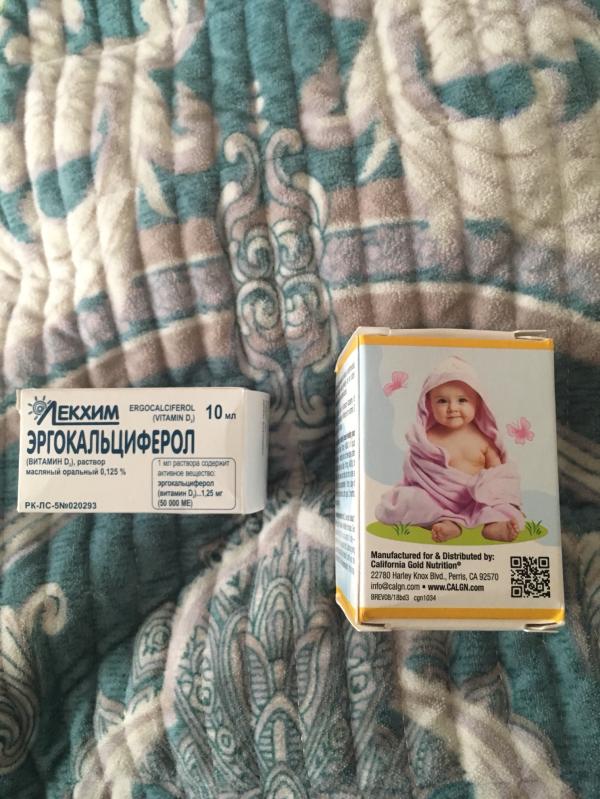 ЛЕКХИМ
ERGOCALCIFEROL
(VITAMIN D₂)
10 мл
ЭРГОКАЛЬЦИФЕРОЛ
(ВИТАМИН D₂), раствор
масляный оральный 0,125 %
1 мл раствора содержит
активное вещество:
эргокальциферол
(витамин D₂)...1,25 мг
(50 000 МЕ)
РК-ЛС-5№020293
Manufactured for & Distributed by:
California Gold Nutrition®
22780 Harley Knox Blvd., Perris, CA 92570
info@calgn.com • www.CALGN.com
BREV08/18bd3 cgn1034